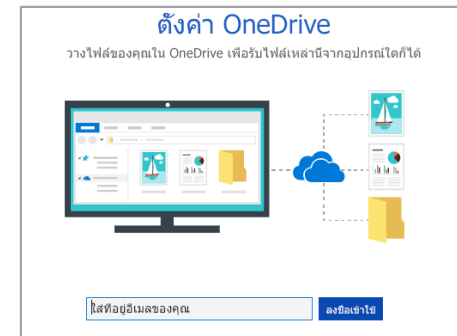 ตั้งค่า OneDrive
วางไฟล์ของคุณใน OneDrive เพื่อรับไฟล์เหล่านี้จากอุปกรณ์ใดก็ได้
ใส่ที่อยู่อีเมลของคุณ
ลงชื่อเข้าใช้